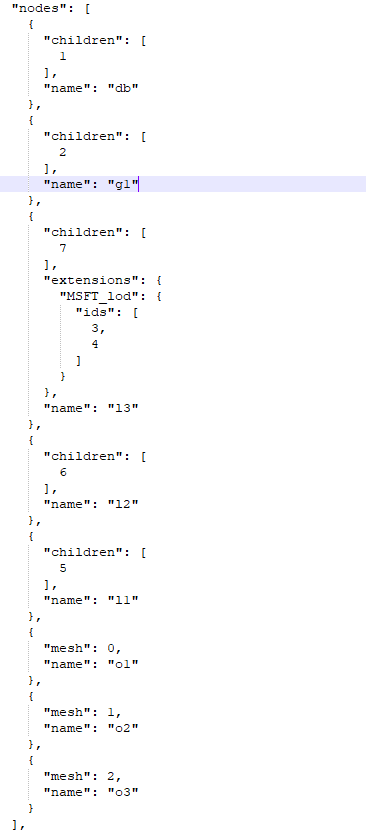 "nodes": [
  {
    "children": [
      1
    ],
    "name": "db"
  },
  {
    "children": [
      2
    ],
    "name": "g1"
  },
  {
    "children": [
      7
    ],
    "extensions": {
      "MSFT_lod": {
        "ids": [
          3,
          4
        ]
      }
    },
    "name": "l3"
  },
  {
    "children": [
      6
    ],
    "name": "l2"
  },
  {
    "children": [
      5
    ],
    "name": "l1"
  },
  {
    "mesh": 0,
    "name": "o1"
  },
  {
    "mesh": 1,
    "name": "o2"
  },
  {
    "mesh": 2,
    "name": "o3"
  }
],